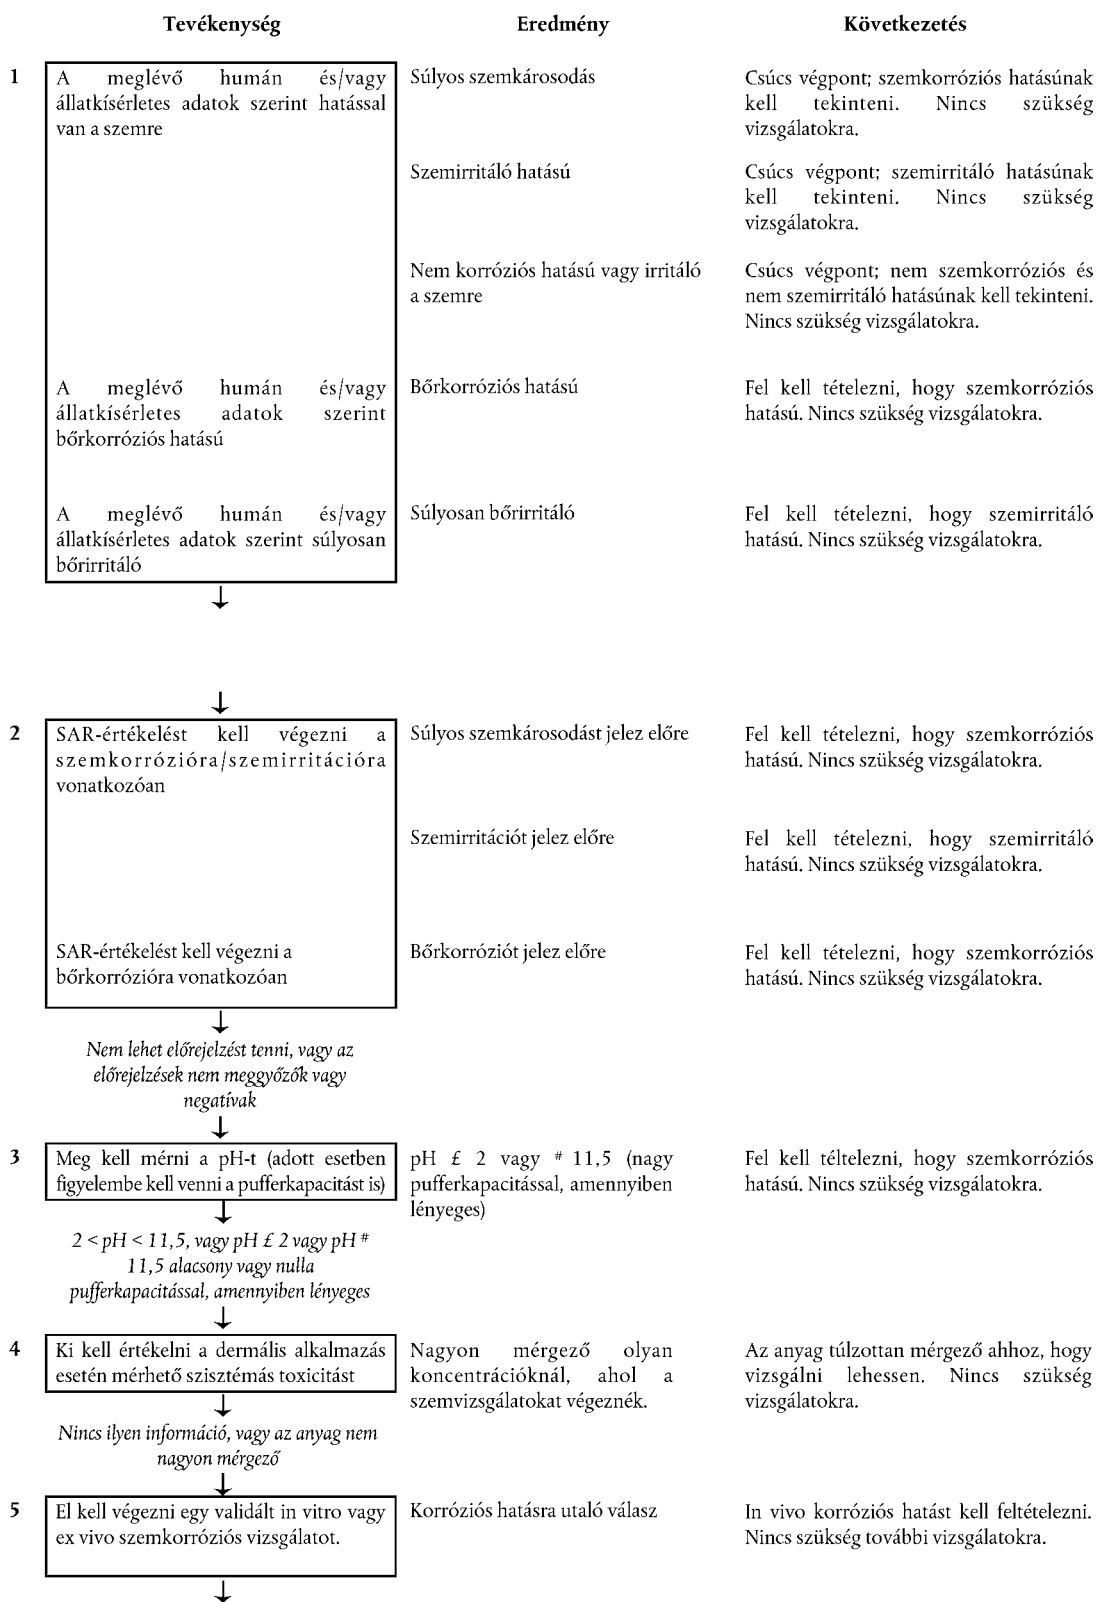 Tevékenység
Eredmény
Következetés
1
A meglévő humán és/vagy
állatkísérletes adatok szerint hatással
van a szemre
Súlyos szemkárosodás
Csúcs végpont; szemkorróziós hatásúnak
kell tekinteni. Nincs szükség
vizsgálatokra.
Szemirritáló hatású
Csúcs végpont; szemirritáló hatásúnak
kell tekinteni. Nincs szükség
vizsgálatokra.
Nem korróziós hatású vagy irritáló
a szemre
Csúcs végpont; nem szemkorróziós és
nem szemirritáló hatásúnak kell tekinteni.
Nincs szükség vizsgálatokra.
A meglévő humán és/vagy
állatkísérletes adatok szerint
bőrkorróziós hatású
Bőrkorróziós hatású
Fel kell tételezni, hogy szemkorróziós
hatású. Nincs szükség vizsgálatokra.
A meglévő humán és/vagy
állatkísérletes adatok szerint súlyosan
bőrirritáló
Súlyosan bőrirritáló
Fel kell tételezni, hogy szemirritáló
hatású. Nincs szükség vizsgálatokra.
↓
↓
2
SAR-értékelést kell végezni a
szemkorrózióra/szemirritációra
vonatkozóan
Súlyos szemkárosodást jelez előre
Fel kell tételezni, hogy szemkorróziós
hatású. Nincs szükség vizsgálatokra.
Szemirritációt jelez előre
Fel kell tételezni, hogy szemirritáló
hatású. Nincs szükség vizsgálatokra.
SAR-értékelést kell végezni a
bőrkorrózióra vonatkozóan
Bőrkorróziót jelez előre
Fel kell tételezni, hogy szemkorróziós
hatású. Nincs szükség vizsgálatokra.
↓
Nem lehet előrejelzést tenni, vagy az
előrejelzések nem meggyőzők vagy
negatívak
↓
3
Meg kell mérni a pH-t (adott esetben
figyelembe kell venni a pufferkapacitást is)
pH £ 2 vagy # 11,5 (nagy
pufferkapacitással, amennyiben
lényeges)
Fel kell téltelezni, hogy szemkorróziós
hatású. Nincs szükség vizsgálatokra.
↓
2 < pH < 11,5, vagy pH £ 2 vagy pH #
11,5 alacsony vagy nulla
pufferkapacitással, amennyiben lényeges
↓
4
Ki kell értékelni a dermális alkalmazás
esetén mérhető szisztémás toxicitást
Nagyon mérgező olyan
koncentrációknál, ahol a
szemvizsgálatokat végeznék.
Az anyag túlzottan mérgező ahhoz, hogy
vizsgálni lehessen. Nincs szükség
vizsgálatokra.
↓
Nincs ilyen információ, vagy az anyag nem
nagyon mérgező
↓
5
El kell végezni egy validált in vitro vagy
ex vivo szemkorróziós vizsgálatot.
Korróziós hatásra utaló válasz
In vivo korróziós hatást kell feltételezni.
Nincs szükség további vizsgálatokra.
↓